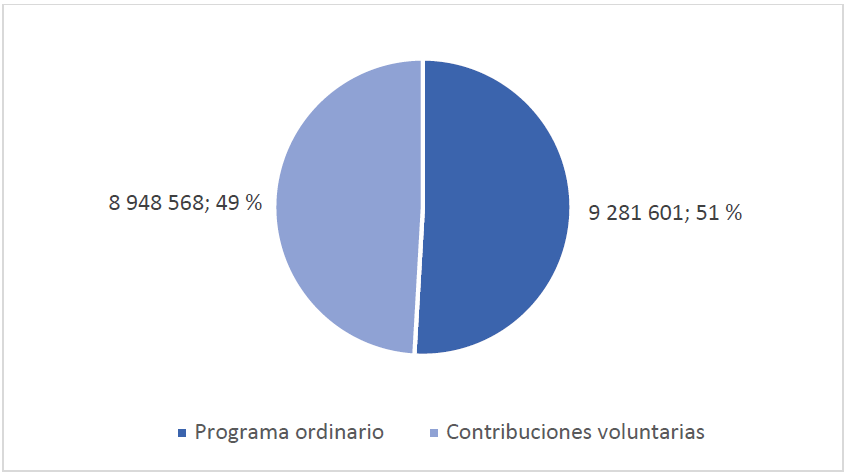 8 948 568; 49 %
9 281 601; 51 %
Programa ordinario
Contribuciones voluntarias